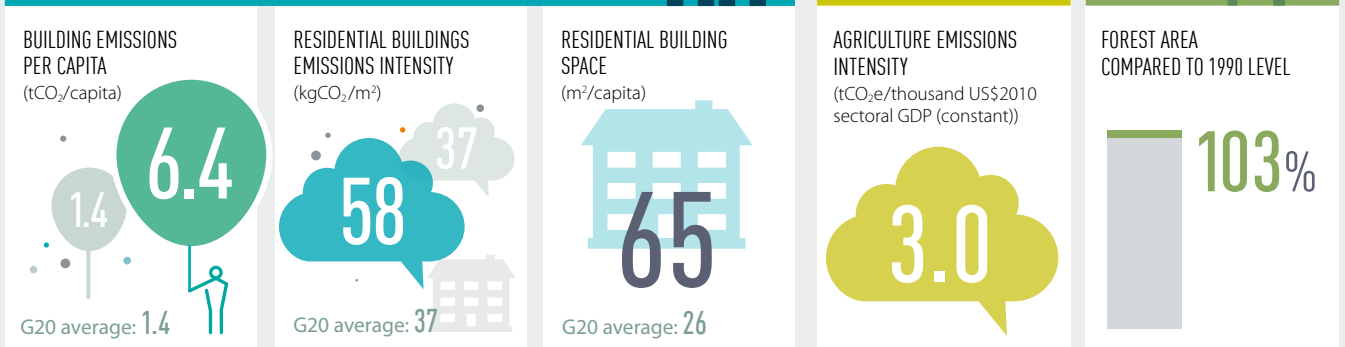 BUILDING EMISSIONS
PER CAPITA
(tCO₂/capita)
1.4
6.4
G20 average: 1.4
RESIDENTIAL BUILDINGS
EMISSIONS INTENSITY
(kgCO₂/m²)
37
58
G20 average: 37
RESIDENTIAL BUILDING
SPACE
(m²/capita)
65
G20 average: 26
AGRICULTURE EMISSIONS
INTENSITY
(tCO₂e/thousand US$2010
sectoral GDP (constant))
3.0
FOREST AREA
COMPARED TO 1990 LEVEL
103%